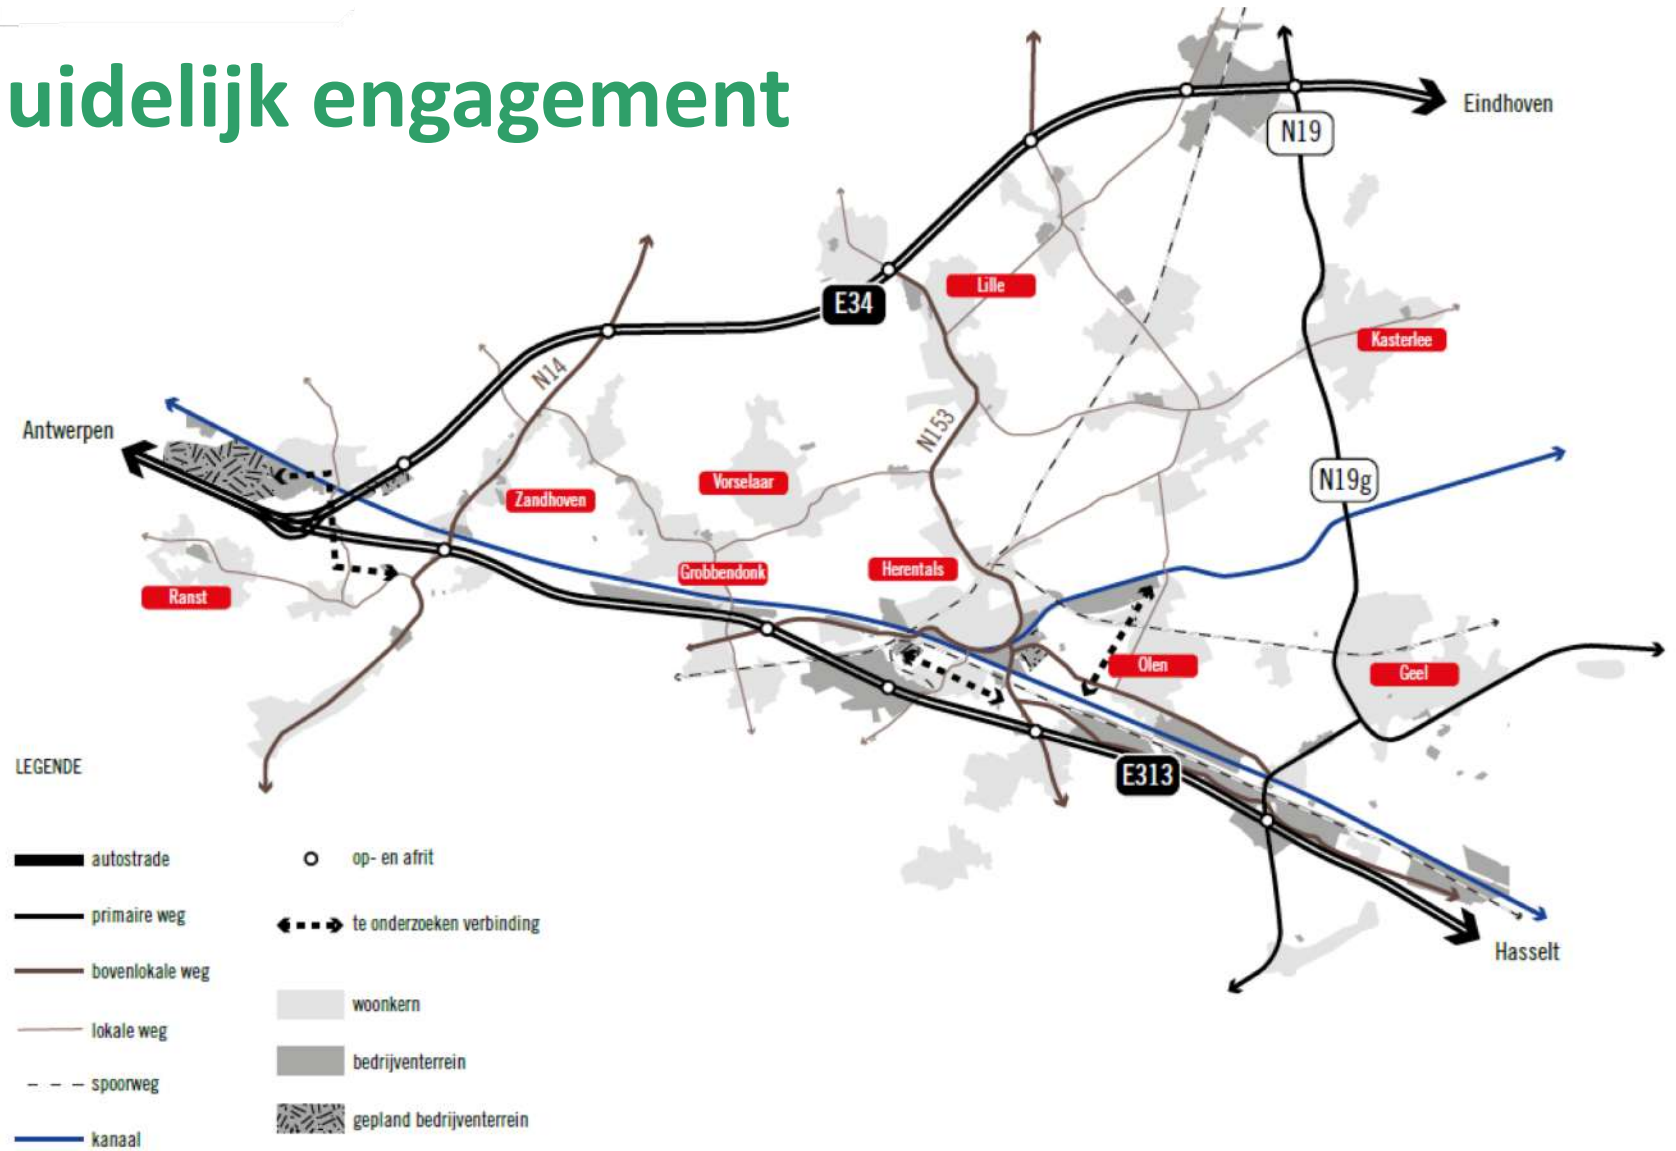 uidelijk engagement
Eindhoven
N19
Lille
E34
Kasterlee
N14
Antwerpen
N153
Vorselaar
N19g
Zandhoven
Herentals
Grobbendonk
Ranst
Olen
Geel
E313
Hasselt
LEGENDE
autostrade
primaire weg
bovenlokale weg
lokale weg
spoorweg
kanaal
op- en afrit
te onderzoeken verbinding
woonkern
bedrijventerrein
gepland bedrijventerrein